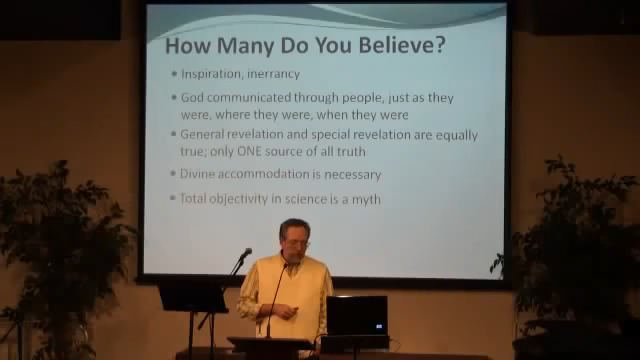 How Many Do You Believe?
• Inspiration, inerrancy
• God communicated through people, just as they
were, where they were, when they were
• General revelation and special revelation are equally
true; only ONE source of all truth
• Divine accommodation is necessary
• Total objectivity in science is a myth